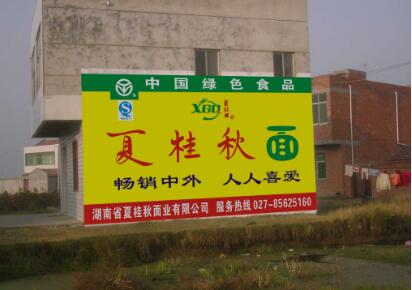 中国绿色食品
XGQ
夏桂秋面
畅销中外 人人喜爱
湖南省夏桂秋面业有限公司 服务热线 027-85625160